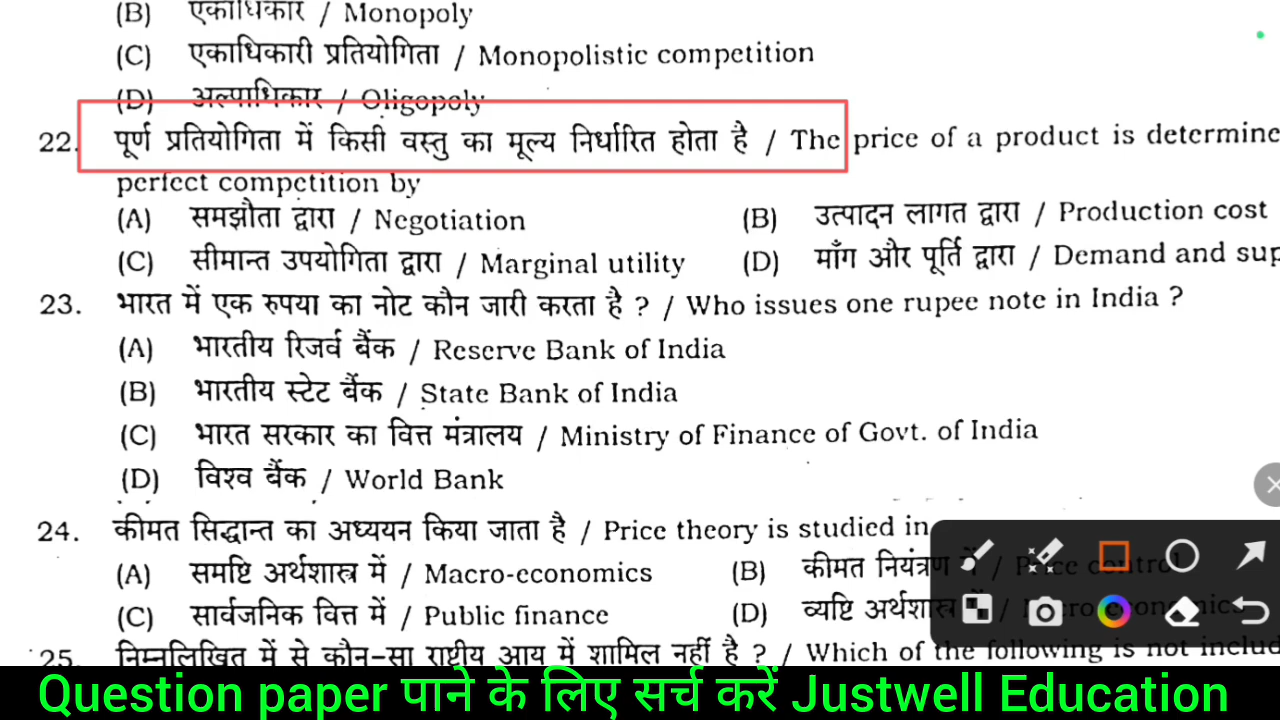 (B) एकाधिकार / Monopoly
(C) एकाधिकारी प्रतियोगिता / Monopolistic competition
(D) अल्पाधिकार / Oligopoly
22. पूर्ण प्रतियोगिता में किसी वस्तु का मूल्य निर्धारित होता है / The price of a product is determine
perfect competition by
(A) समझौता द्वारा / Negotiation (B) उत्पादन लागत द्वारा / Production cost
(C) सीमान्त उपयोगिता द्वारा / Marginal utility (D) माँग और पूर्ति द्वारा / Demand and sup
23. भारत में एक रुपया का नोट कौन जारी करता है ? / Who issues one rupee note in India ?
(A) भारतीय रिजर्व बैंक / Reserve Bank of India
(B) भारतीय स्टेट बैंक / State Bank of India
(C) भारत सरकार का वित्त मंत्रालय / Ministry of Finance of Govt. of India
(D) विश्व बैंक / World Bank
24. कीमत सिद्धान्त का अध्ययन किया जाता है / Price theory is studied in
(A) समष्टि अर्थशास्त्र में / Macro-economics (B) कीमत नियंत्रण में / Price control
(C) सार्वजनिक वित्त में / Public finance (D) व्यष्टि अर्थशास्त्र
25. निम्नलिखित में से कौन-सा राष्ट्रीय आय में शामिल नहीं है ? / Which of the following is not includ
Question paper पाने के लिए सर्च करें Justwell Education